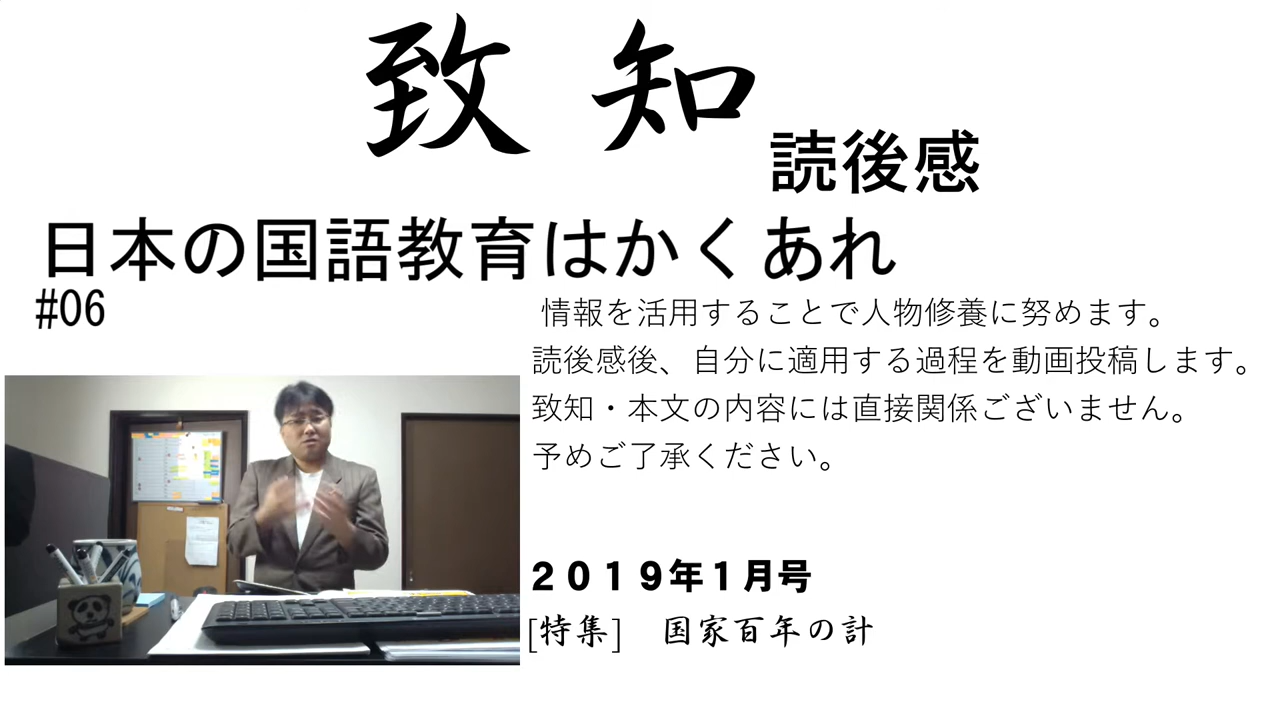 致知
読後感
日本の国語教育はかくあれ
#06
情報を活用することで人物修養に努めます。
読後感後、自分に適用する過程を動画投稿します。
致知・本文の内容には直接関係ございません。
予めご了承ください。
２０１９年１月号
[特集]　国家百年の計